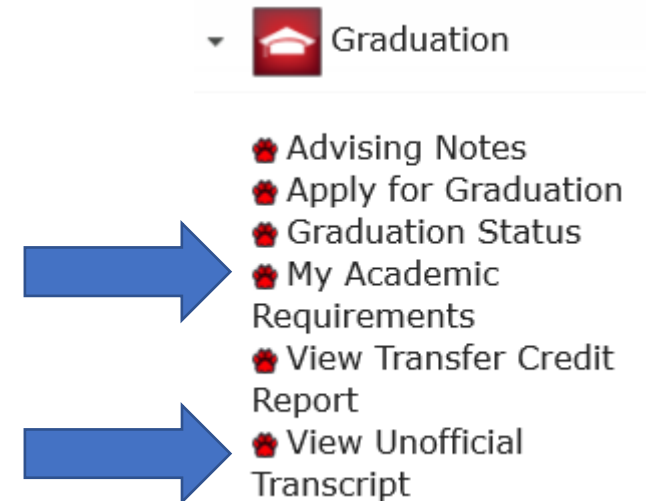 Graduation
Advising Notes
Apply for Graduation
Graduation Status
My Academic
Requirements
View Transfer Credit
Report
View Unofficial
Transcript